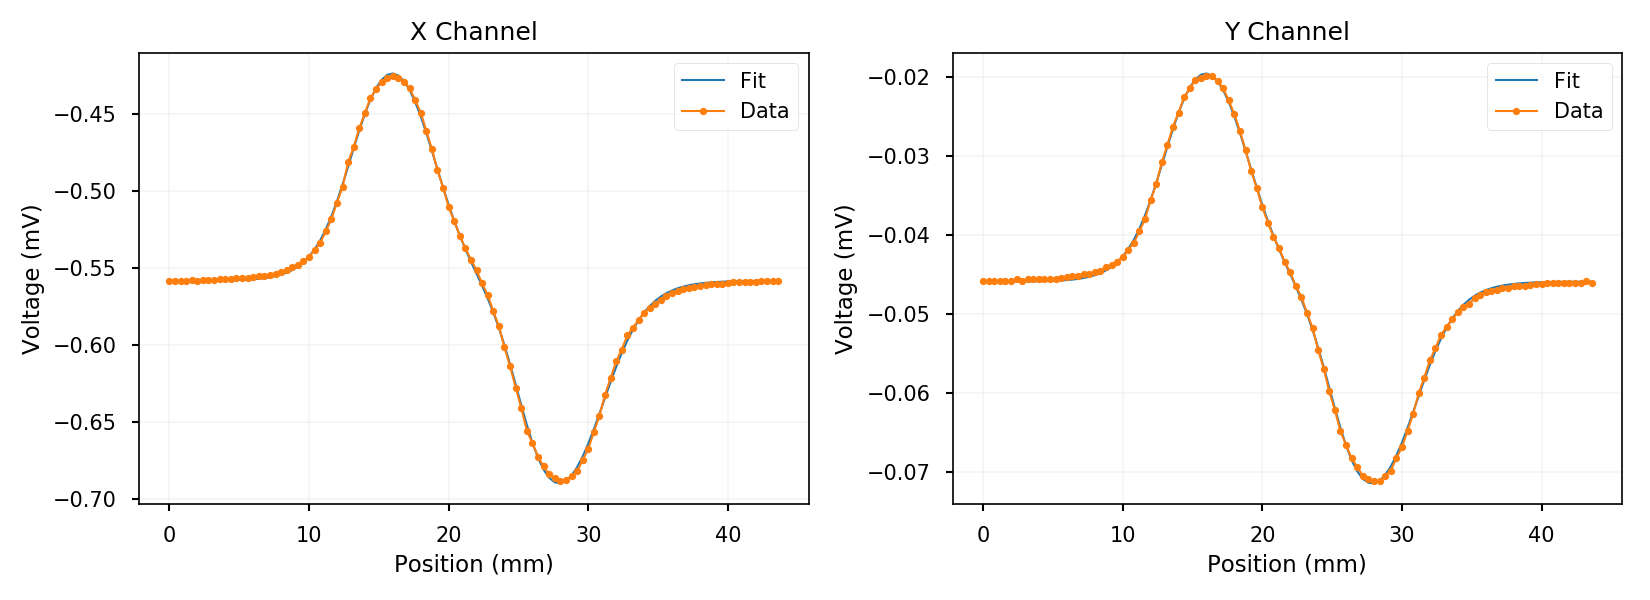 X Channel
Voltage (mV)
−0.45
−0.50
−0.55
−0.60
−0.65
−0.70
0 10 20 30 40
Position (mm)
Fit
Data
Y Channel
Voltage (mV)
−0.02
−0.03
−0.04
−0.05
−0.06
−0.07
0 10 20 30 40
Position (mm)
Fit
Data